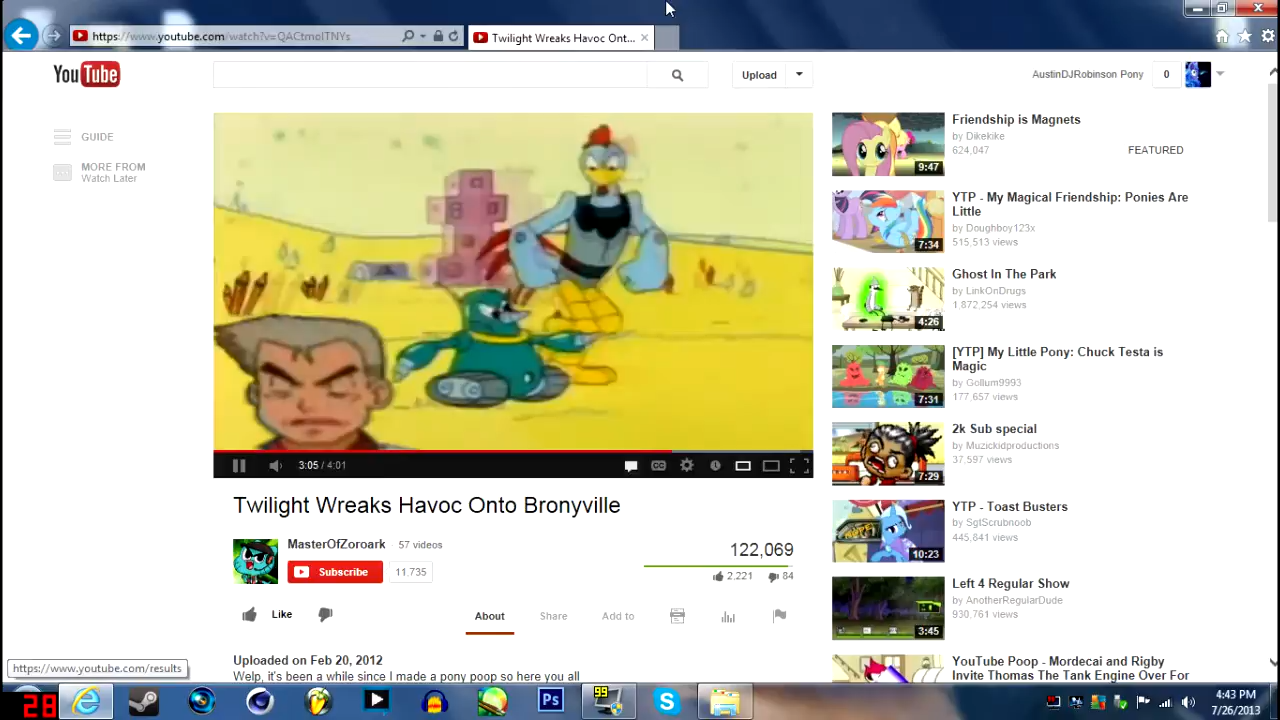 https://www.youtube.com/watch?v=QACtmoITNYs
Twilight Wreaks Havoc Ont...
YouTube
Upload
AustinDJRobinson Pony
0
GUIDE
MORE FROM
Watch Later
3:05 / 4:01
CC
Twilight Wreaks Havoc Onto Bronyville
MasterOfZoroark
57 videos
Subscribe
11,735
122,069
2,221
84
Like
About
Share
Add to
Uploaded on Feb 20, 2012
Welp, it's been a while since I made a pony poop so here you all
Friendship is Magnets
by Dikekike
624,047
FEATURED
9:47
YTP - My Magical Friendship: Ponies Are
Little
by Doughboy123x
515,513 views
7:34
Ghost In The Park
by LinkOnDrugs
1,872,254 views
4:26
[YTP] My Little Pony: Chuck Testa is
Magic
by Gollum9993
177,657 views
7:31
2k Sub special
by Muzickidproductions
37,597 views
7:29
YTP - Toast Busters
by SgtScrubnoob
445,841 views
10:23
Left 4 Regular Show
by AnotherRegularDude
930,761 views
3:45
YouTube Poop - Mordecai and Rigby
Invite Thomas The Tank Engine Over For
https://www.youtube.com/results
28
99
Ps
4:43 PM
7/26/2013